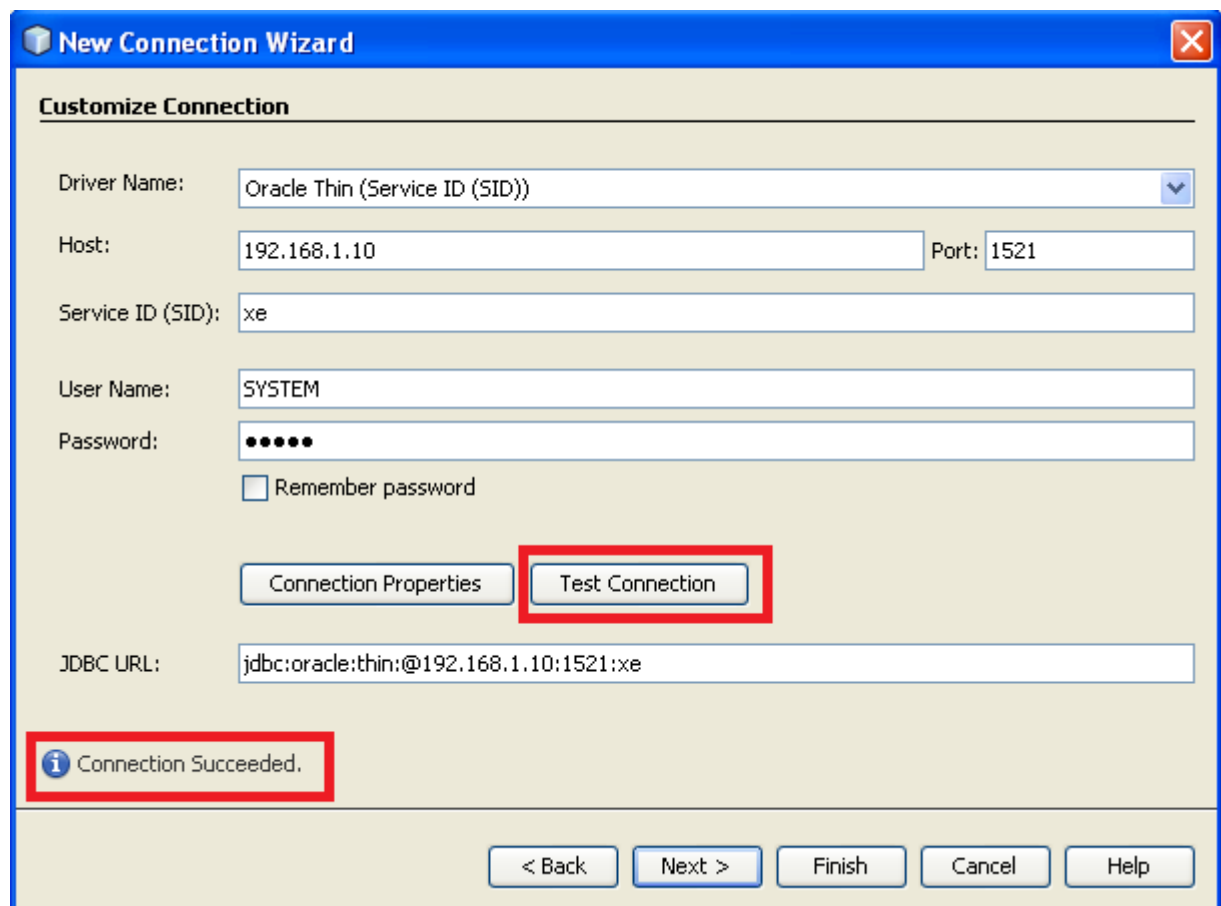 New Connection Wizard
Customize Connection
Driver Name: Oracle Thin (Service ID (SID))
Host: 192.168.1.10 Port: 1521
Service ID (SID): xe
User Name: SYSTEM
Password: •••••
Remember password
Connection Properties Test Connection
JDBC URL: jdbc:oracle:thin:@192.168.1.10:1521:xe
Connection Succeeded.
< Back Next > Finish Cancel Help